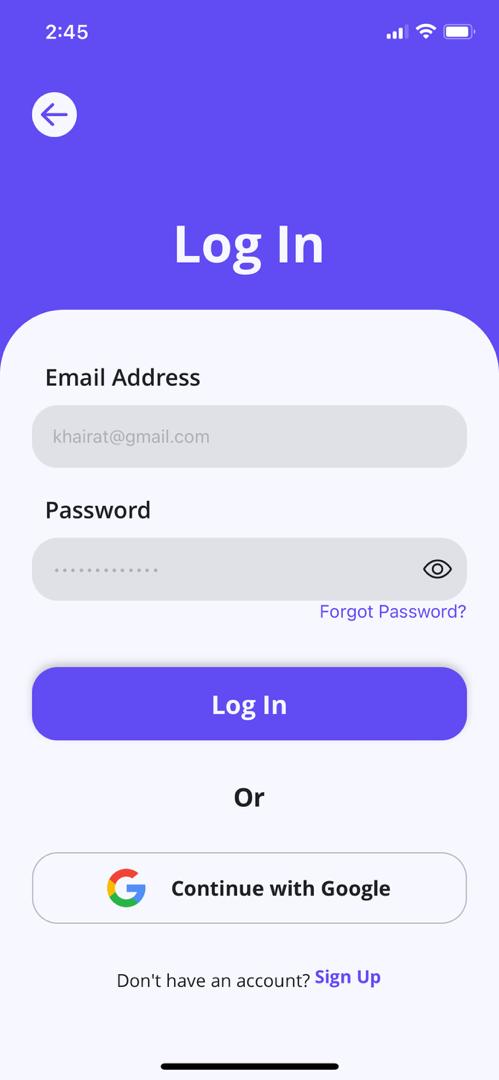 2:45
Log In
Email Address
khairat@gmail.com
Password
.............
Forgot Password?
Log In
Or
Continue with Google
Don't have an account? Sign Up